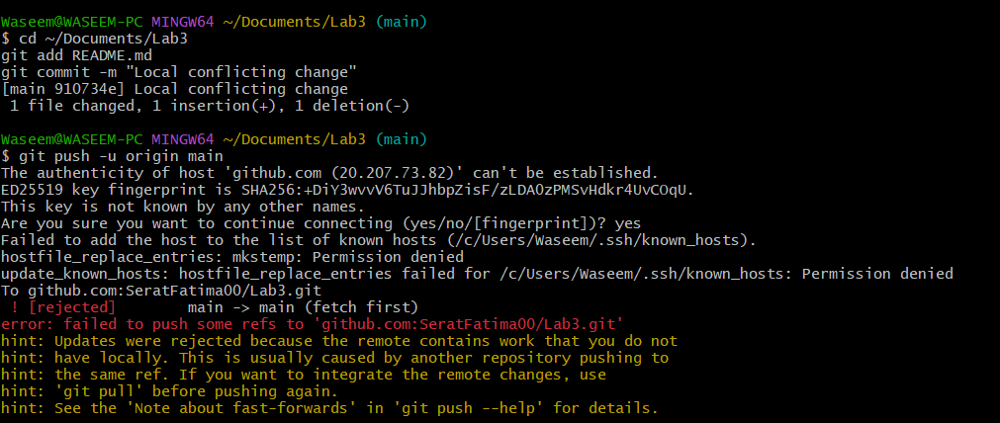 Waseem@WASEEM-PC MINGW64 ~/Documents/Lab3 (main)
$ cd ~/Documents/Lab3
git add README.md
git commit -m "Local conflicting change"
[main 910734e] Local conflicting change
 1 file changed, 1 insertion(+), 1 deletion(-)

Waseem@WASEEM-PC MINGW64 ~/Documents/Lab3 (main)
$ git push -u origin main
The authenticity of host 'github.com (20.207.73.82)' can't be established.
ED25519 key fingerprint is SHA256:+DiY3wvvV6TuJJhbpZisF/zLDA0zPMSvHdkr4UvCOqU.
This key is not known by any other names.
Are you sure you want to continue connecting (yes/no/[fingerprint])? yes
Failed to add the host to the list of known hosts (/c/Users/Waseem/.ssh/known_hosts).
hostfile_replace_entries: mkstemp: Permission denied
update_known_hosts: hostfile_replace_entries failed for /c/Users/Waseem/.ssh/known_hosts: Permission denied
To github.com:SeratFatima00/Lab3.git
 ! [rejected]        main -> main (fetch first)
error: failed to push some refs to 'github.com:SeratFatima00/Lab3.git'
hint: Updates were rejected because the remote contains work that you do not
hint: have locally. This is usually caused by another repository pushing to
hint: the same ref. If you want to integrate the remote changes, use
hint: 'git pull' before pushing again.
hint: See the 'Note about fast-forwards' in 'git push --help' for details.